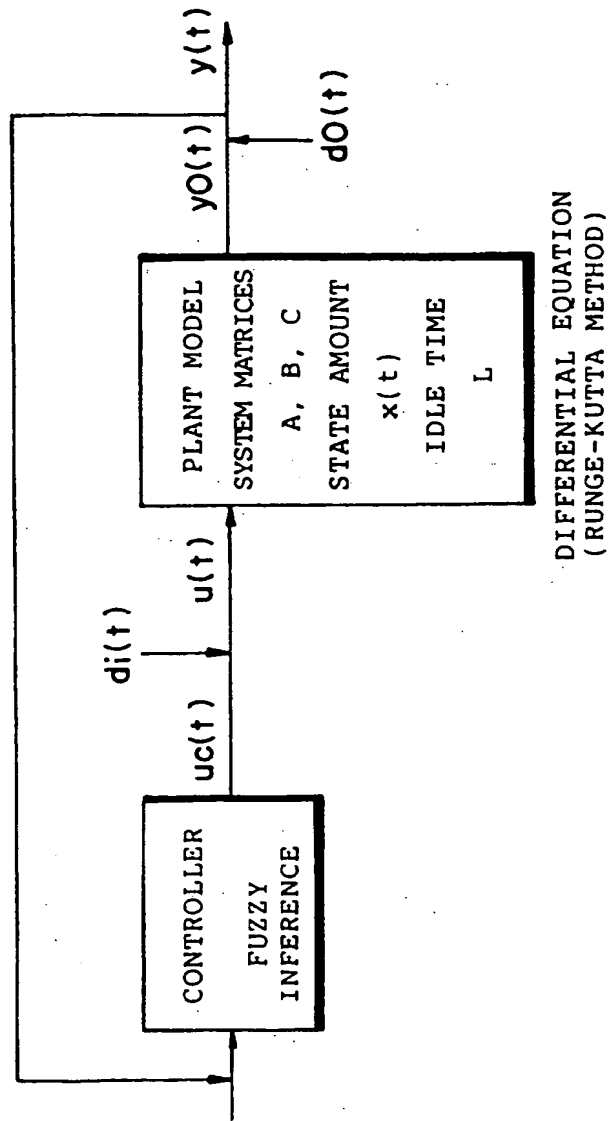 CONTROLLER
FUZZY
INFERENCE
uc(t)
di(t)
u(t)
PLANT MODEL
SYSTEM MATRICES
A, B, C
STATE AMOUNT
x(t)
IDLE TIME
L
yO(t)
y(t)
dO(t)
DIFFERENTIAL EQUATION
(RUNGE-KUTTA METHOD)